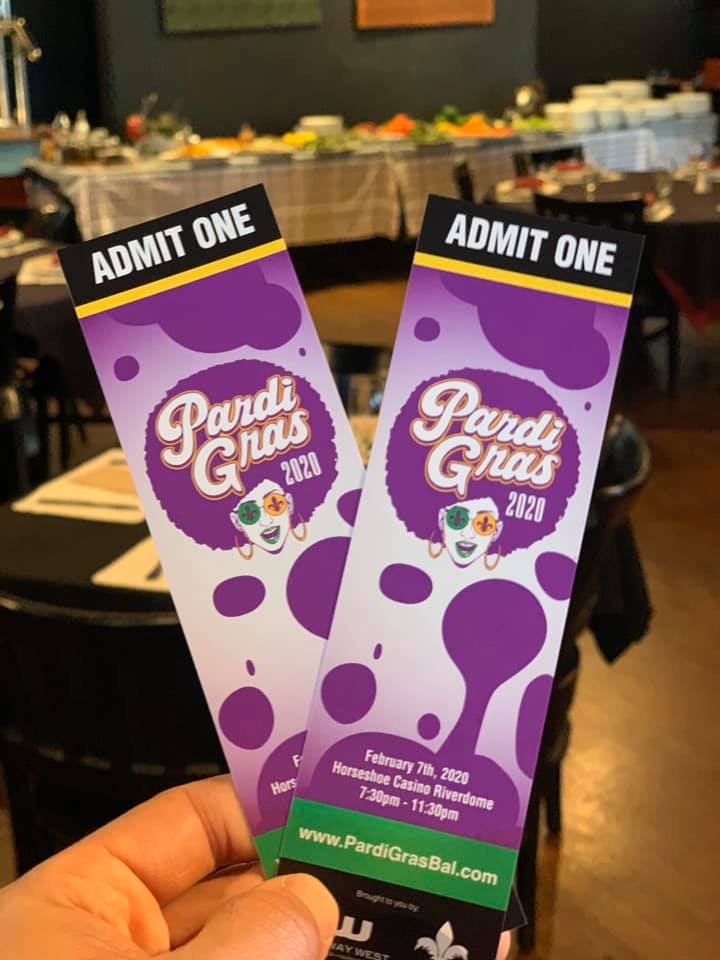 ADMIT ONE
Pardi
Gras
2020
Hors
ADMIT ONE
Pardi
Gras
2020
February 7th, 2020
Horseshoe Casino Riverdome
7:30pm - 11:30pm
www.PardiGrasBal.com
Brought to you by:
WAY WEST